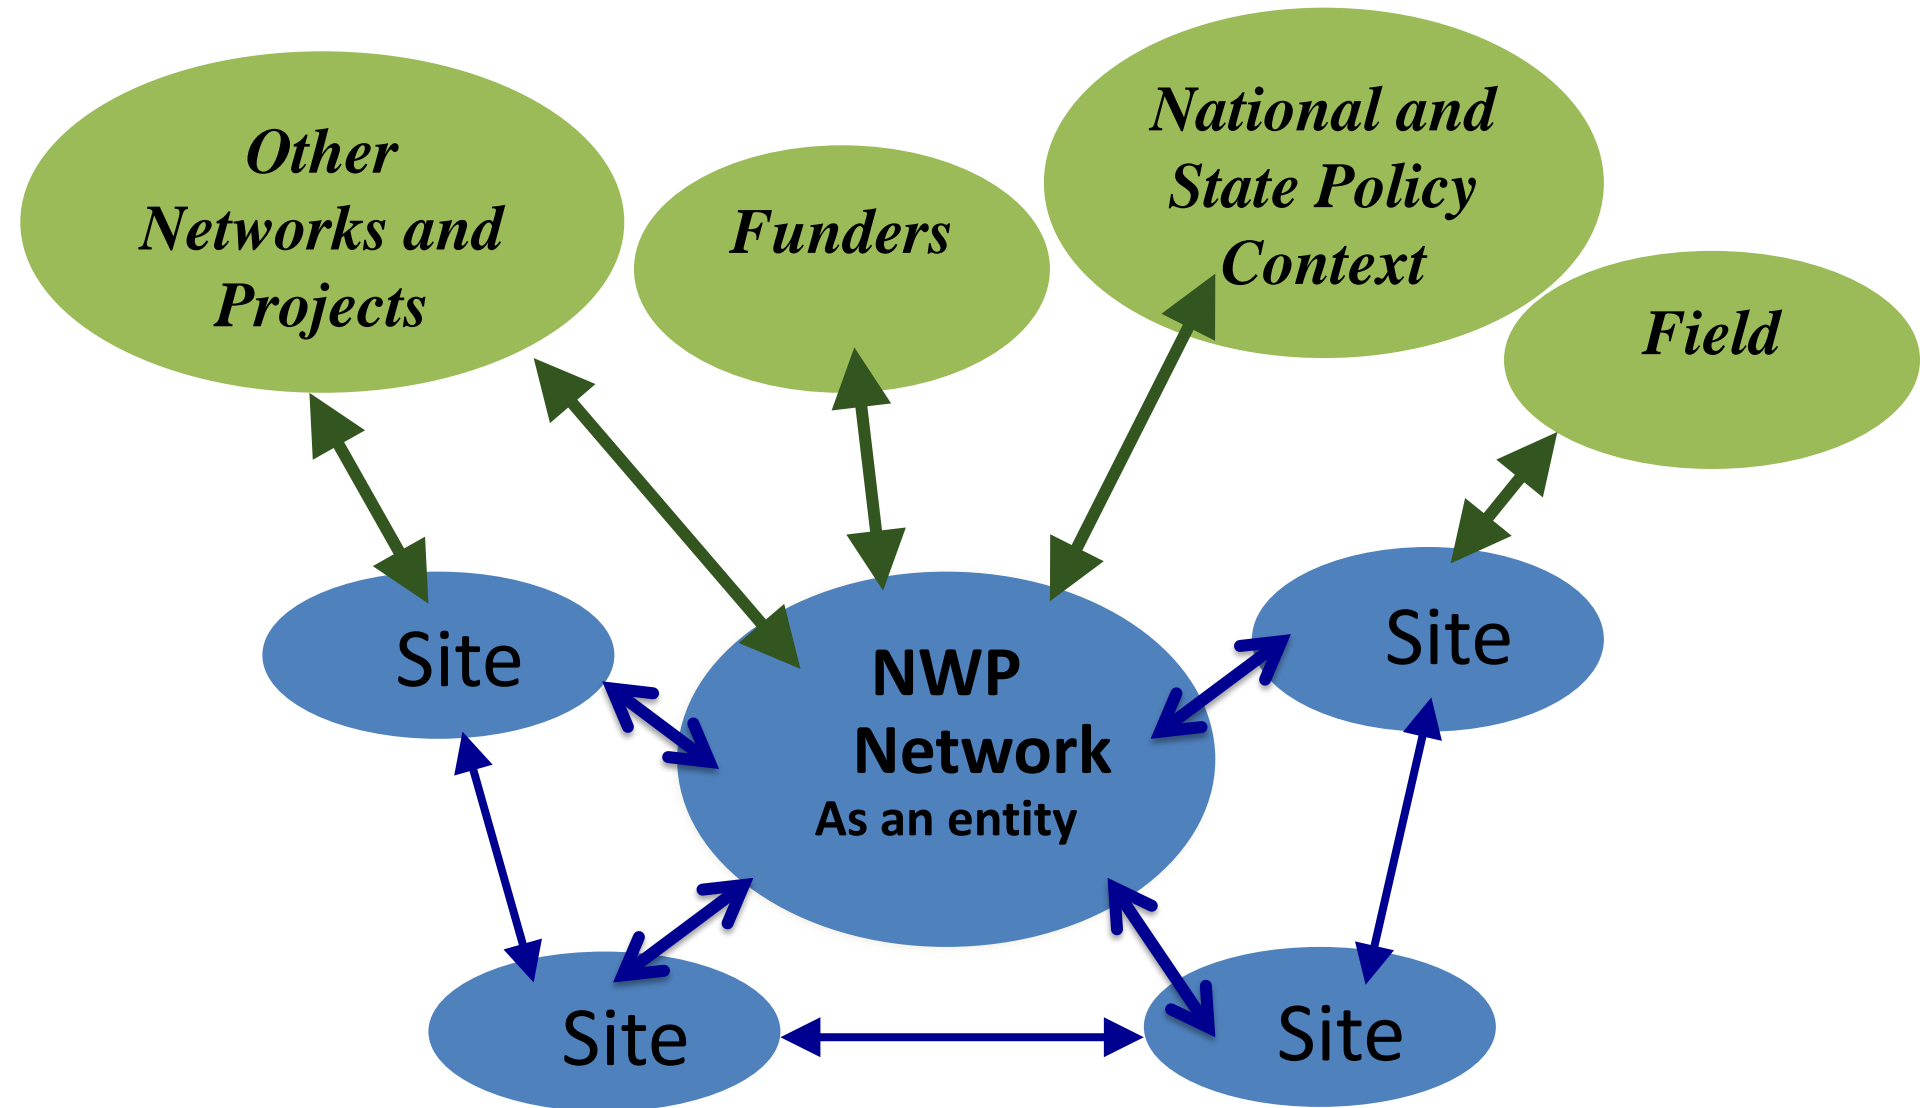 Other
Networks and
Projects
Funders
National and
State Policy
Context
Field
Site
NWP
Network
As an entity
Site
Site
Site